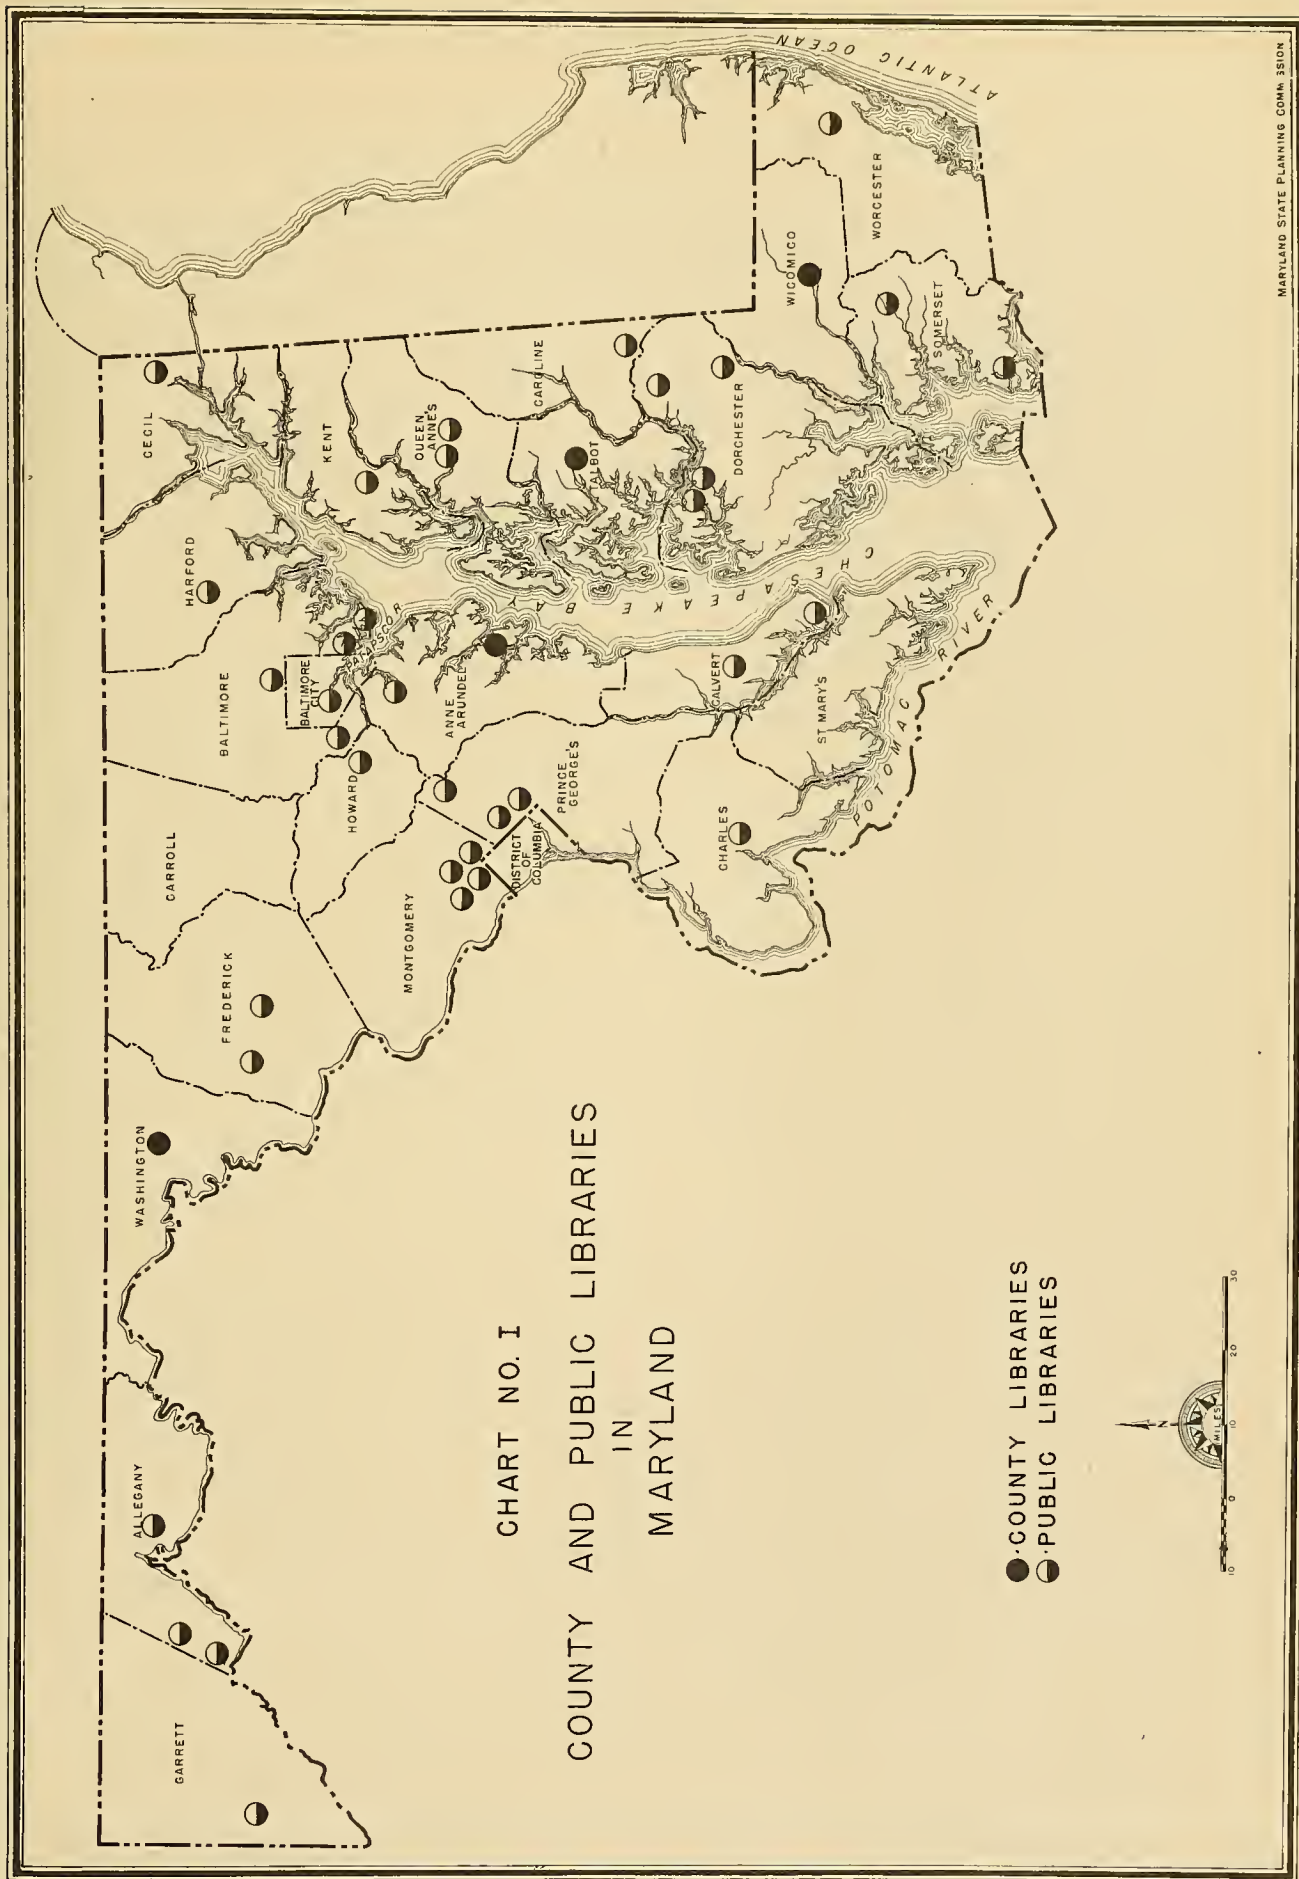 CHART NO. I
COUNTY AND PUBLIC LIBRARIES
IN
MARYLAND
GARRETT
ALLEGANY
WASHINGTON
FREDERICK
CARROLL
BALTIMORE
HARFORD
CECIL
BALTIMORE
CITY
HOWARD
MONTGOMERY
DISTRICT
OF
COLUMBIA
PRINCE
GEORGE'S
ANNE
ARUNDEL
KENT
QUEEN
ANNE'S
CAROLINE
TALBOT
DORCHESTER
CALVERT
CHARLES
ST MARY'S
WICOMICO
SOMERSET
WORCESTER
CHESAPEAKE BAY
POTOMAC RIVER
ATLANTIC OCEAN
COUNTY LIBRARIES
PUBLIC LIBRARIES
N
MILES
10 0 10 20 30
MARYLAND STATE PLANNING COMMISSION